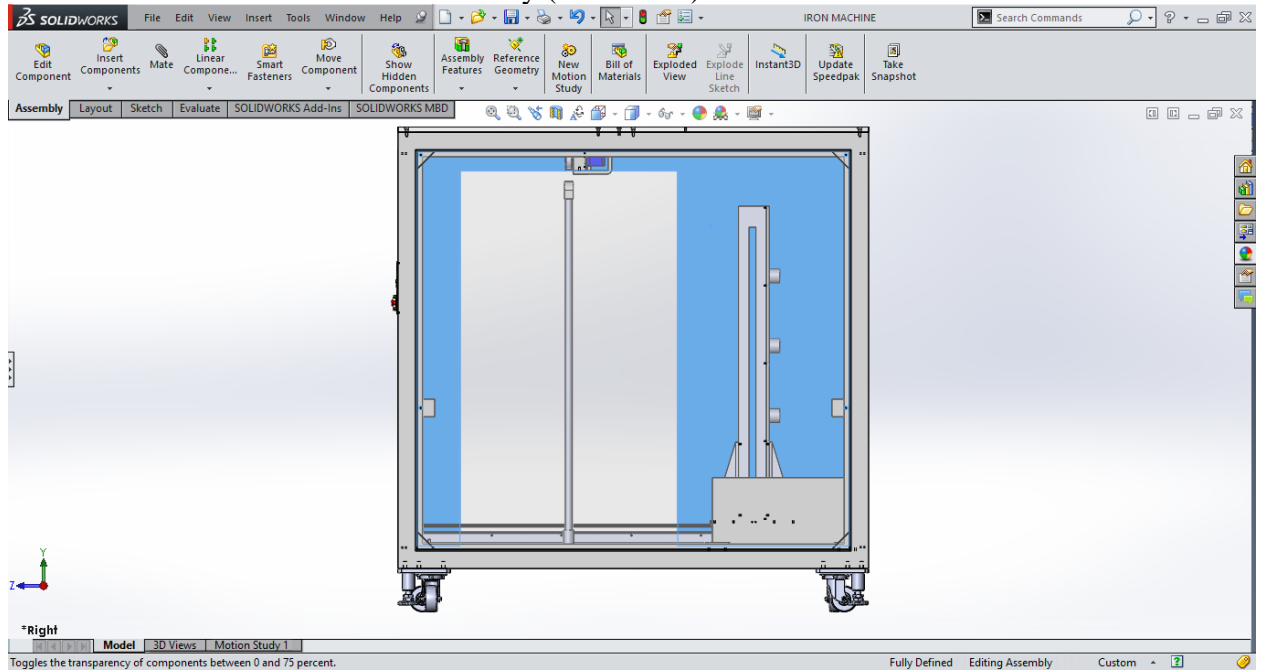 SOLIDWORKS File Edit View Insert Tools Window Help IRON MACHINE Search Commands
Edit Component
Insert Components
Mate
Linear Compone...
Smart Fasteners
Move Component
Show Hidden Components
Assembly Features
Reference Geometry
New Motion Study
Bill of Materials
Exploded View
Explode Line Sketch
Instant3D
Update Speedpak
Take Snapshot
Assembly Layout Sketch Evaluate SOLIDWORKS Add-Ins SOLIDWORKS MBD
Y
Z
*Right
Model 3D Views Motion Study 1
Toggles the transparency of components between 0 and 75 percent. Fully Defined Editing Assembly Custom